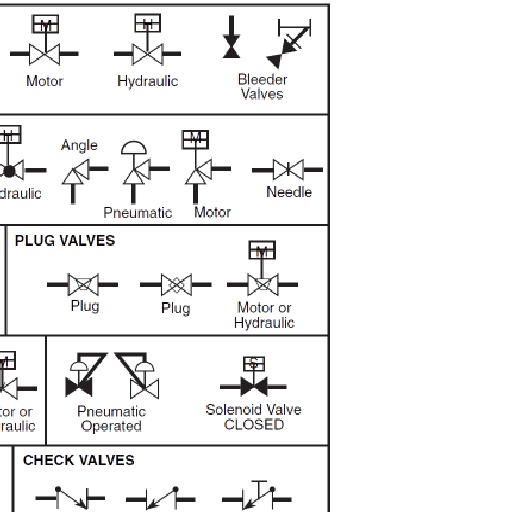 M
H
Motor
Hydraulic
Bleeder
Valves
H
M
Angle
draulic
Pneumatic
Motor
Needle
PLUG VALVES
M
Plug
Plug
Motor or
Hydraulic
M
S
tor or
raulic
Pneumatic
Operated
Solenoid Valve
CLOSED
CHECK VALVES